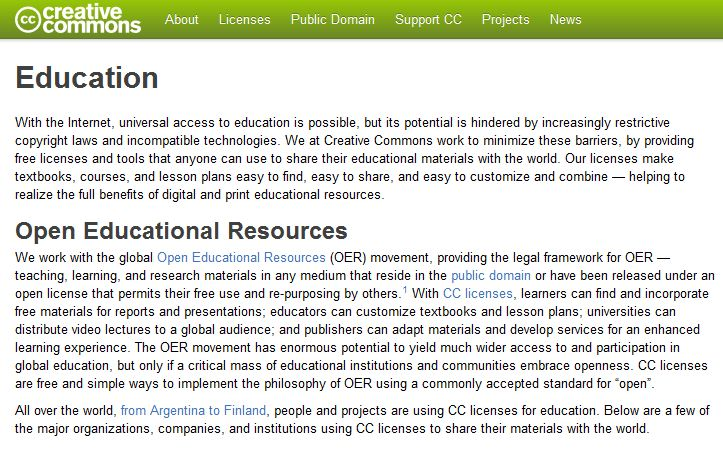 cc creative commons About Licenses Public Domain Support CC Projects News
Education
With the Internet, universal access to education is possible, but its potential is hindered by increasingly restrictive
copyright laws and incompatible technologies. We at Creative Commons work to minimize these barriers, by providing
free licenses and tools that anyone can use to share their educational materials with the world. Our licenses make
textbooks, courses, and lesson plans easy to find, easy to share, and easy to customize and combine — helping to
realize the full benefits of digital and print educational resources.
Open Educational Resources
We work with the global Open Educational Resources (OER) movement, providing the legal framework for OER —
teaching, learning, and research materials in any medium that reside in the public domain or have been released under an
open license that permits their free use and re-purposing by others.1 With CC licenses, learners can find and incorporate
free materials for reports and presentations; educators can customize textbooks and lesson plans; universities can
distribute video lectures to a global audience; and publishers can adapt materials and develop services for an enhanced
learning experience. The OER movement has enormous potential to yield much wider access to and participation in
global education, but only if a critical mass of educational institutions and communities embrace openness. CC licenses
are free and simple ways to implement the philosophy of OER using a commonly accepted standard for “open”.
All over the world, from Argentina to Finland, people and projects are using CC licenses for education. Below are a few of
the major organizations, companies, and institutions using CC licenses to share their materials with the world.